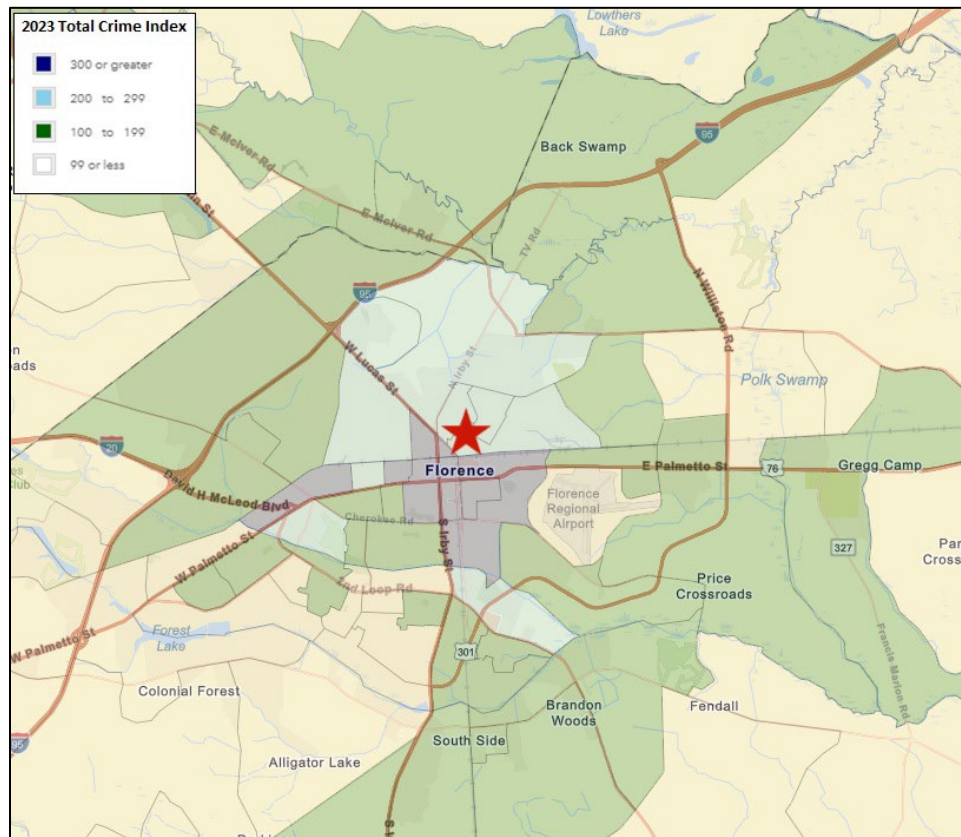 2023 Total Crime Index
300 or greater
200 to 299
100 to 199
99 or less
Lowthers
Lake
95
Back Swamp
E McIver Rd
E McIver Rd
TV Rd
N Williston Rd
95
W Lucas St
N Irby St
Polk Swamp
20
David H McLeod Blvd
Florence
E Palmetto St
76
Gregg Camp
Club
Cherokee Rd
Florence
Regional
Airport
S Irby St
327
W Palmetto St
2nd Loop Rd
Price
Crossroads
Forest
Lake
W Palmetto St
301
Francis Marion Rd
Colonial Forest
Brandon
Woods
Fendall
95
South Side
Alligator Lake